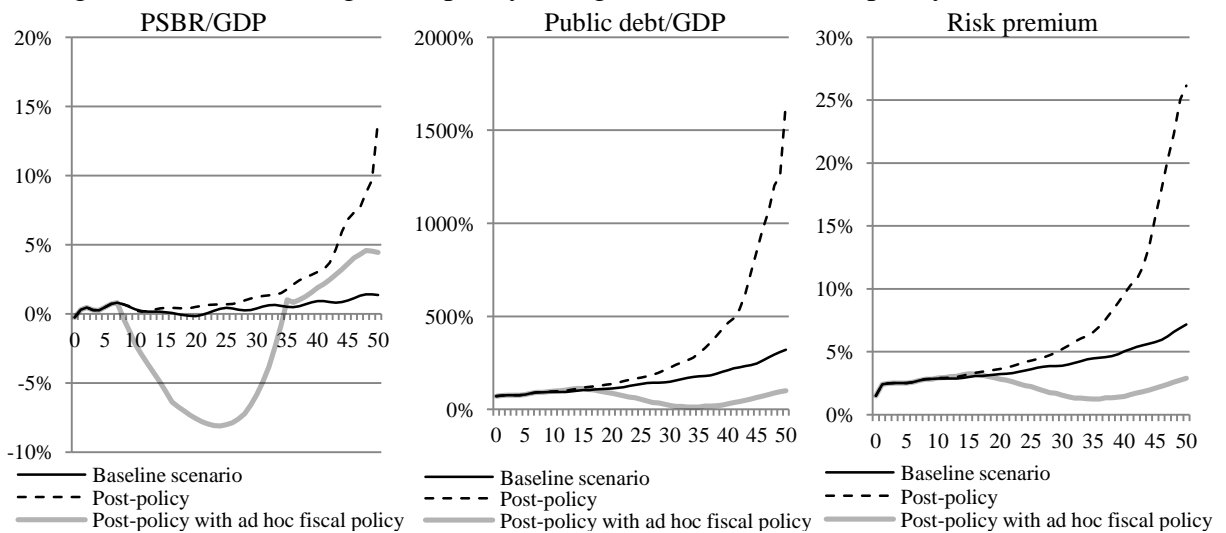 PSBR/GDP
20%
15%
10%
5%
0%
-5%
-10%
0 5 10 15 20 25 30 35 40 45 50
Baseline scenario
Post-policy
Post-policy with ad hoc fiscal policy
Public debt/GDP
2000%
1500%
1000%
500%
0%
0 5 10 15 20 25 30 35 40 45 50
Baseline scenario
Post-policy
Post-policy with ad hoc fiscal policy
Risk premium
30%
25%
20%
15%
10%
5%
0%
0 5 10 15 20 25 30 35 40 45 50
Baseline scenario
Post-policy
Post-policy with ad hoc fiscal policy